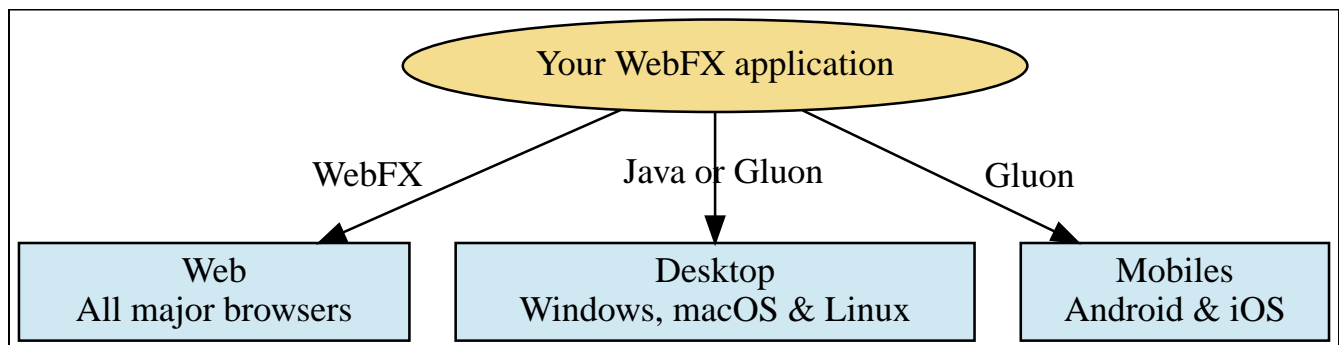 Your WebFX application
WebFX
Java or Gluon
Gluon
Web
All major browsers
Desktop
Windows, macOS & Linux
Mobiles
Android & iOS